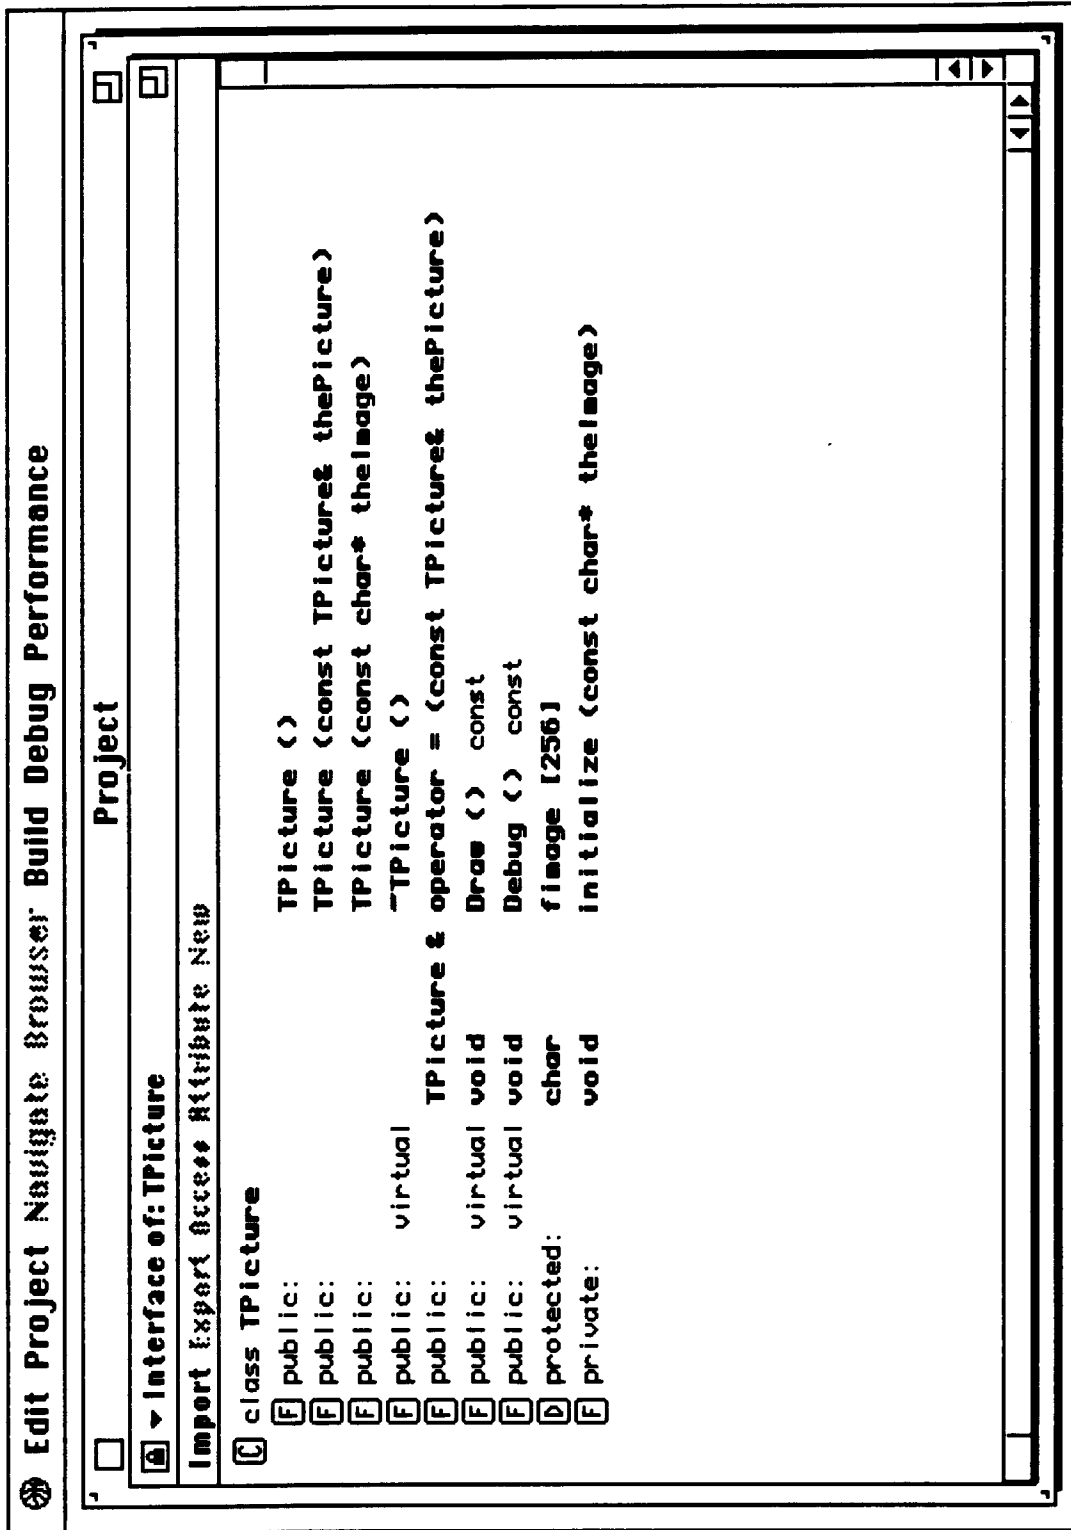 Edit Project Navigate Browser Build Debug Performance
Project
Interface of: TPicture
Import Export Access Attribute New
C class TPicture
F public: TPicture ()
F public: TPicture (const TPicture& thePicture)
F public: TPicture (const char* theImage)
F public: virtual ~TPicture ()
F public: TPicture & operator = (const TPicture& thePicture)
F public: virtual void Draw () const
F public: virtual void Debug () const
D protected: char fImage [256]
F private: void initialize (const char* theImage)